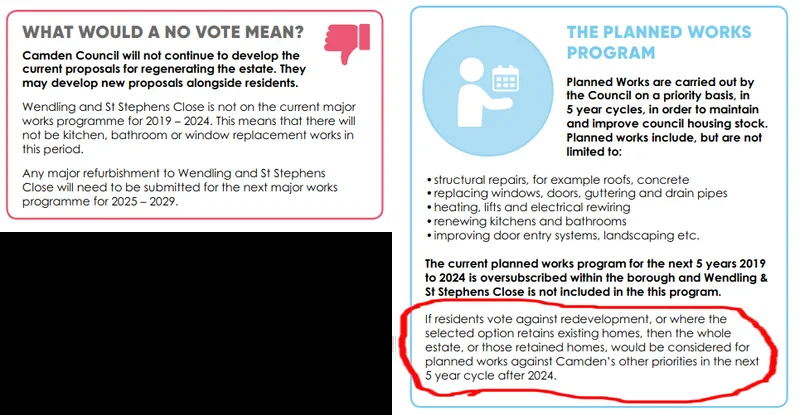 WHAT WOULD A NO VOTE MEAN?
Camden Council will not continue to develop the
current proposals for regenerating the estate. They
may develop new proposals alongside residents.
Wendling and St Stephens Close is not on the current major
works programme for 2019 – 2024. This means that there will
not be kitchen, bathroom or window replacement works in
this period.
Any major refurbishment to Wendling and St Stephens
Close will need to be submitted for the next major works
programme for 2025 – 2029.
THE PLANNED WORKS
PROGRAM
Planned Works are carried out by
the Council on a priority basis, in
5 year cycles, in order to maintain
and improve council housing stock.
Planned works include, but are not
limited to:
• structural repairs, for example roofs, concrete
• replacing windows, doors, guttering and drain pipes
• heating, lifts and electrical rewiring
• renewing kitchens and bathrooms
• improving door entry systems, landscaping etc.
The current planned works program for the next 5 years 2019
to 2024 is oversubscribed within the borough and Wendling &
St Stephens Close is not included in the this program.
If residents vote against redevelopment, or where the
selected option retains existing homes, then the whole
estate, or those retained homes, would be considered for
planned works against Camden's other priorities in the next
5 year cycle after 2024.